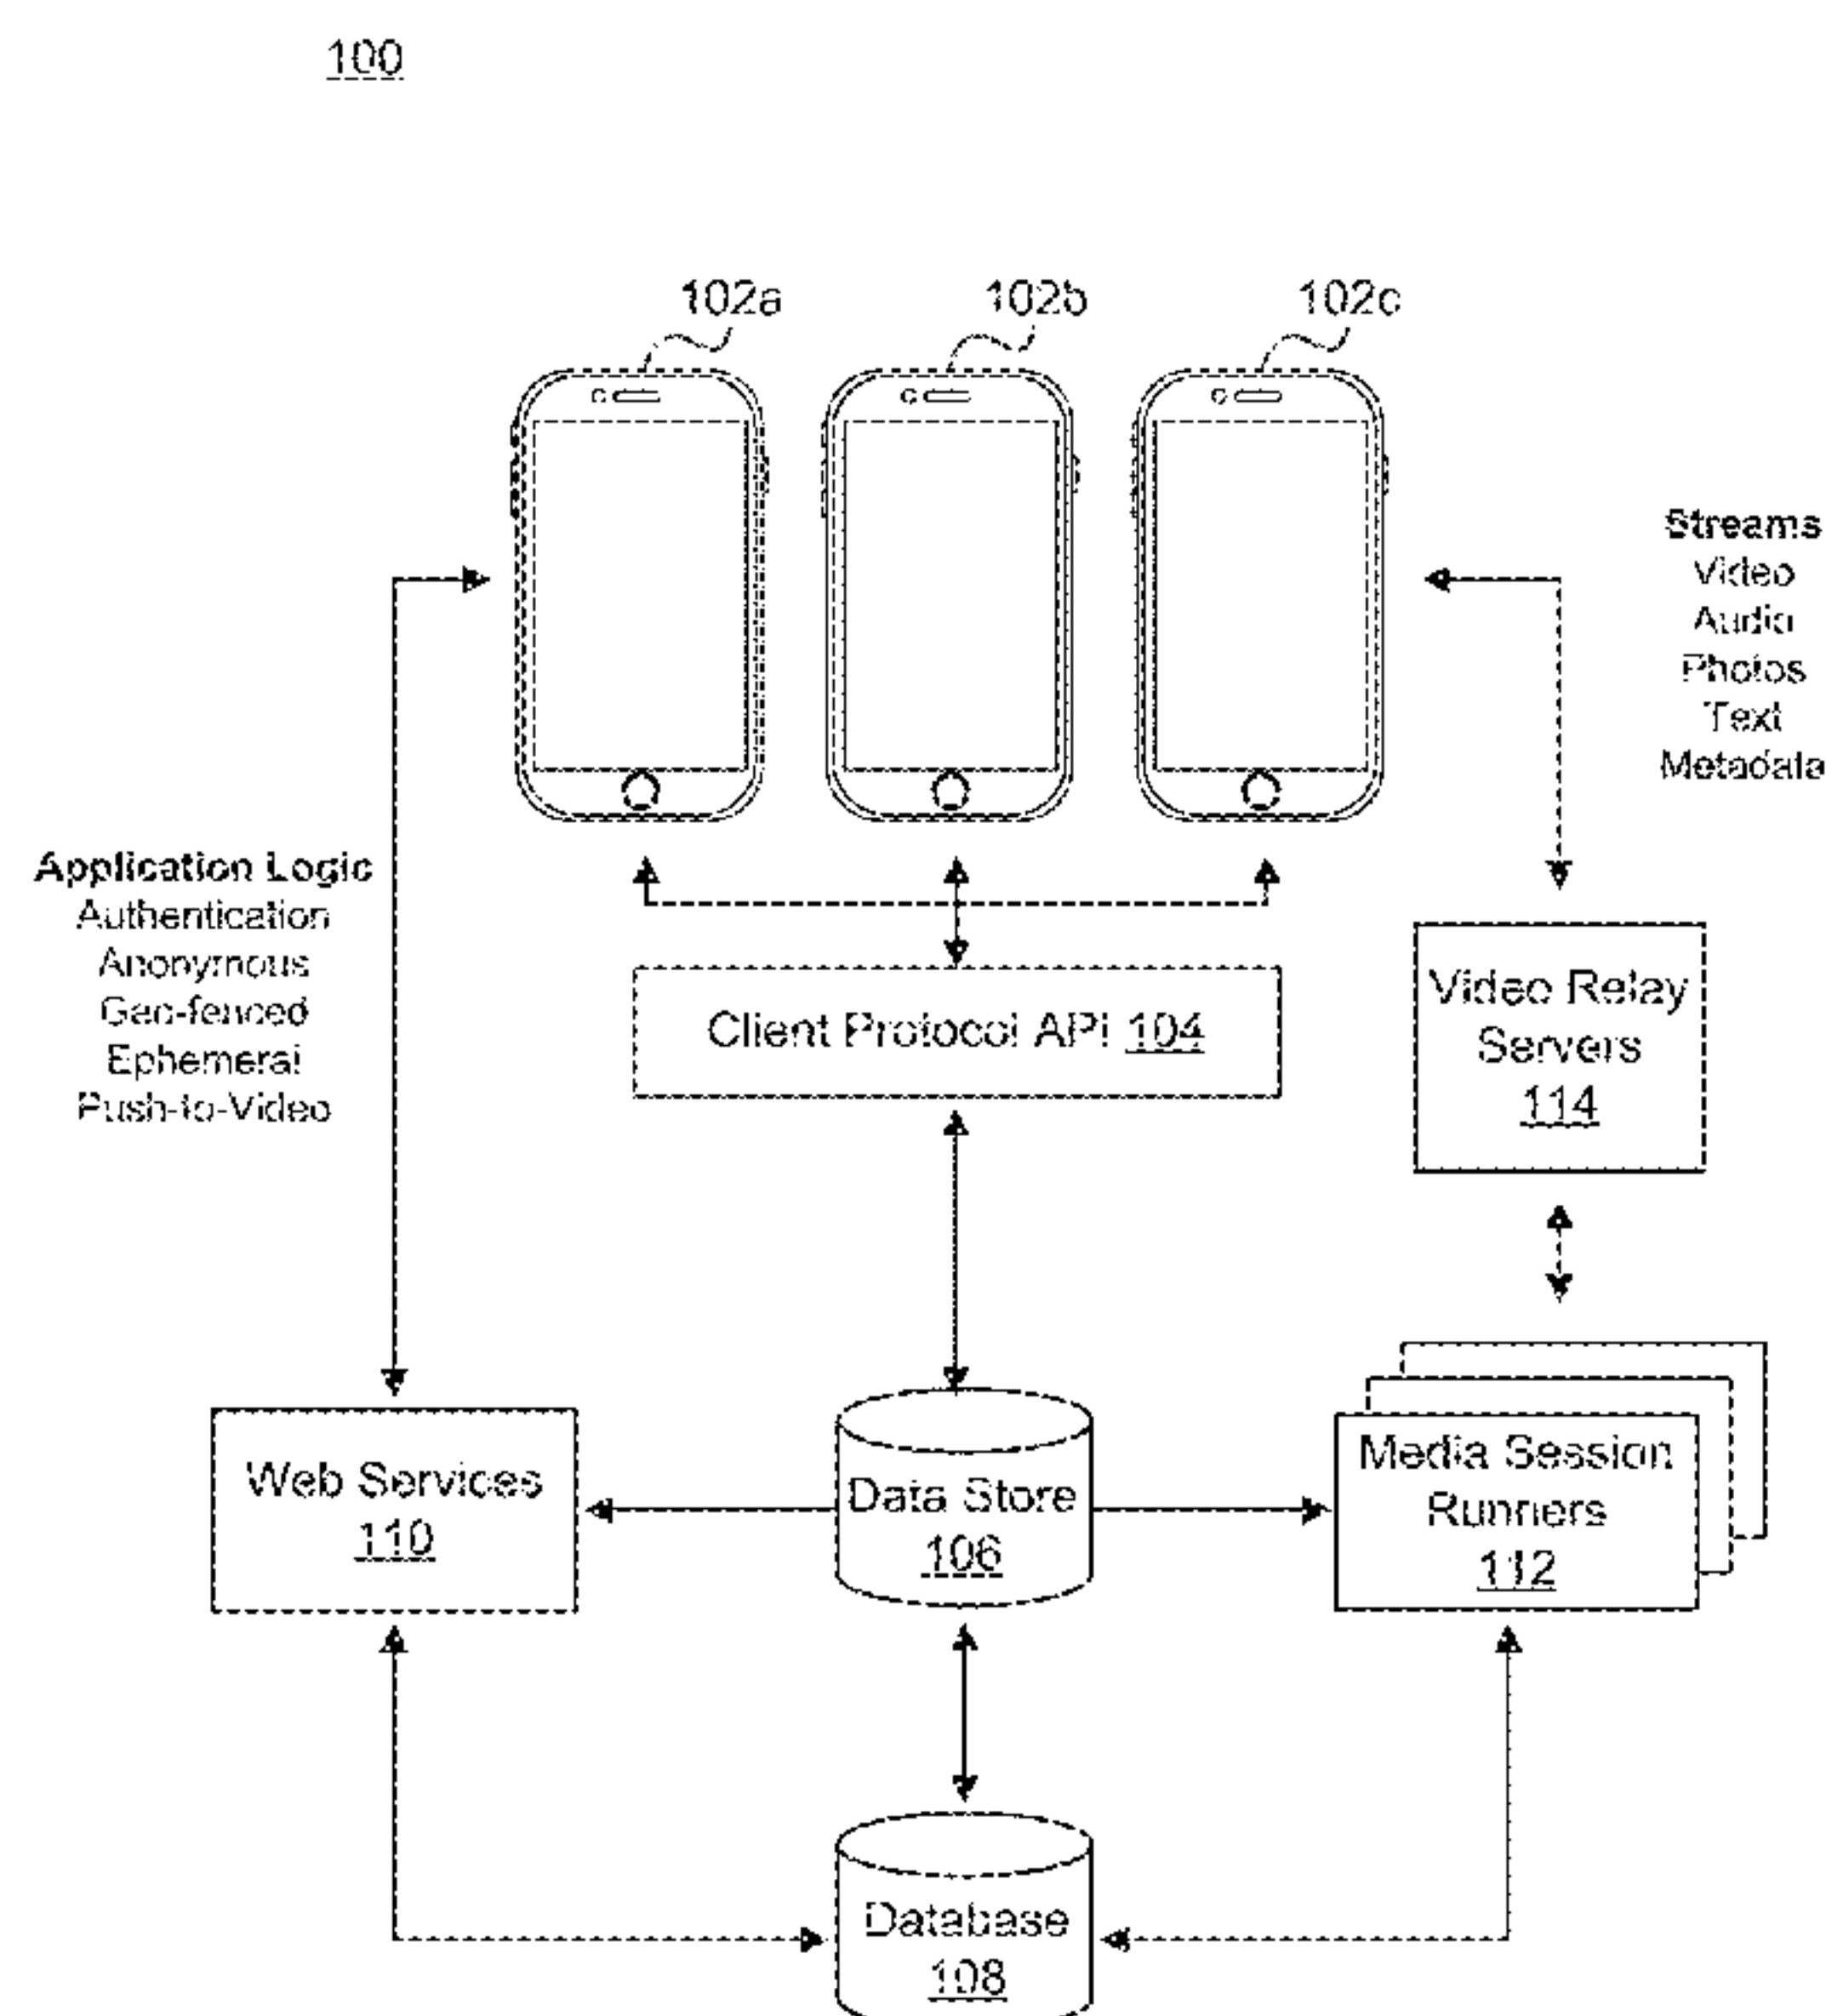 100
102a
102b
102c
Streams
Video
Audio
Photos
Text
Metadata
Application Logic
Authentication
Anonymous
Geo-fenced
Ephemeral
Push-to-Video
Client Protocol API 104
Video Relay
Servers
114
Web Services
110
Data Store
106
Media Session
Runners
112
Database
108